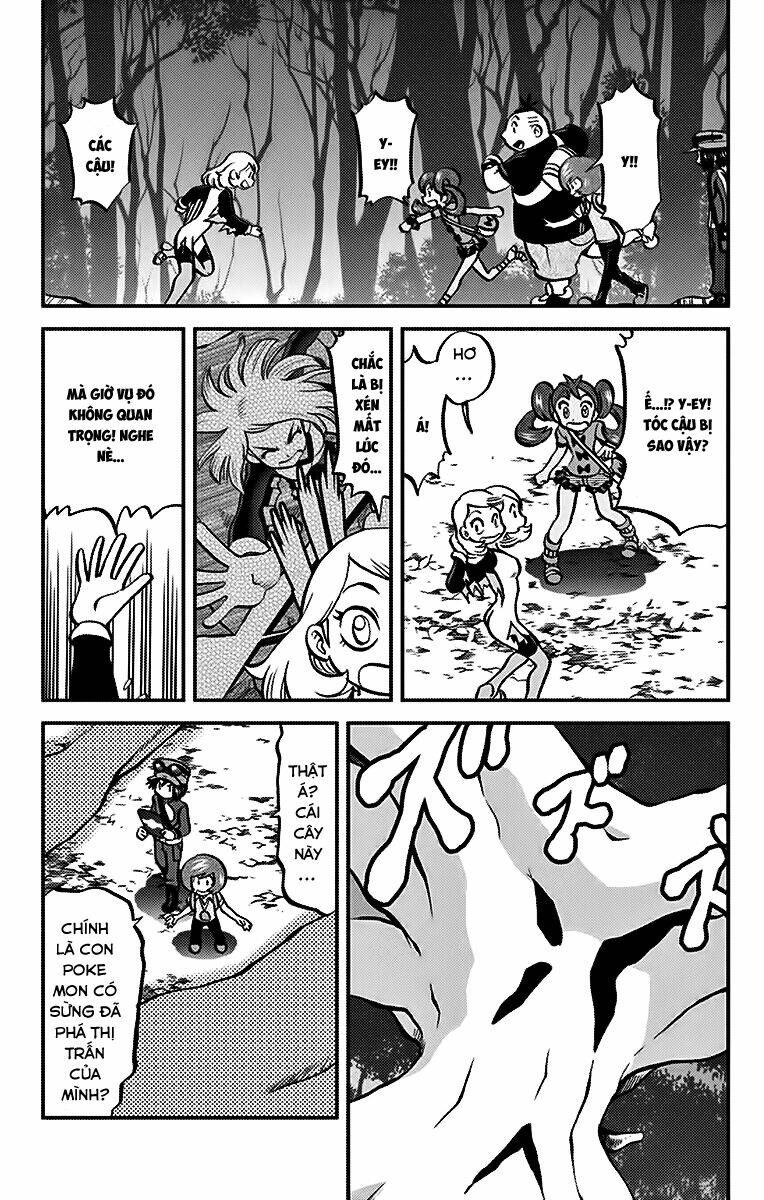 Y!!
Y-
EY!!
CÁC
CẬU!
Ế...!? Y-EY!
TÓC CẬU BỊ
SAO VẬY?
HƠ
...
Á!
CHẮC
LÀ BỊ
XÉN
MẤT
LÚC
ĐÓ...
MÀ GIỜ VỤ ĐÓ
KHÔNG QUAN
TRỌNG! NGHE
NÈ...
THẬT
Á?
CÁI
CÂY
NÀY
...
CHÍNH
LÀ CON
POKE
MON CÓ
SỪNG ĐÃ
PHÁ THỊ
TRẤN
CỦA
MÌNH?